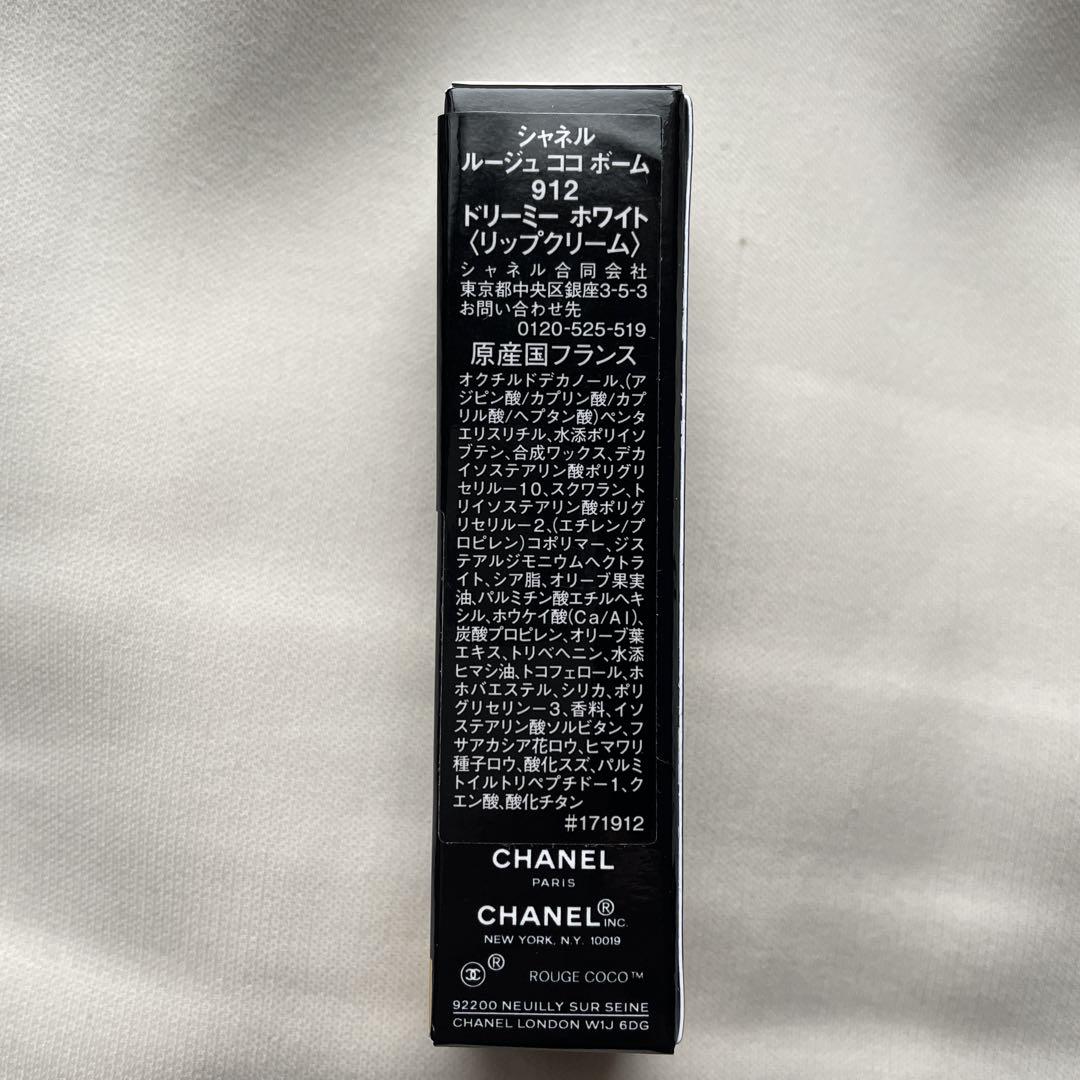 シャネル
ルージュ ココ ボーム
912
ドリーミー ホワイト
〈リップクリーム〉
シャネル合同会社
東京都中央区銀座3-5-3
お問い合わせ先
0120-525-519
原産国フランス
オクチルドデカノール、(ア
ジピン酸/カプリン酸/カプ
リル酸/ヘプタン酸)ペンタ
エリスリチル、水添ポリイソ
ブテン、合成ワックス、デカ
イソステアリン酸ポリグリ
セリルー10、スクワラン、ト
リイソステアリン酸ポリグ
リセリルー2、(エチレン/プ
ロピレン)コポリマー、ジス
テアルジモニウムヘクトラ
イト、シア脂、オリーブ果実
油、パルミチン酸エチルヘキ
シル、ホウケイ酸(Ca/Al)、
炭酸プロピレン、オリーブ葉
エキス、トリベヘニン、水添
ヒマシ油、トコフェロール、ホ
ホバエステル、シリカ、ポリ
グリセリン－3、香料、イソ
ステアリン酸ソルビタン、フ
サアカシア花ロウ、ヒマワリ
種子ロウ、酸化スズ、パルミ
トイルトリペプチドー1、ク
エン酸、酸化チタン
#171912
CHANEL
PARIS
CHANEL® INC.
NEW YORK, N.Y. 10019
® ROUGE COCO™
92200 NEUILLY SUR SEINE
CHANEL LONDON W1J 6DG